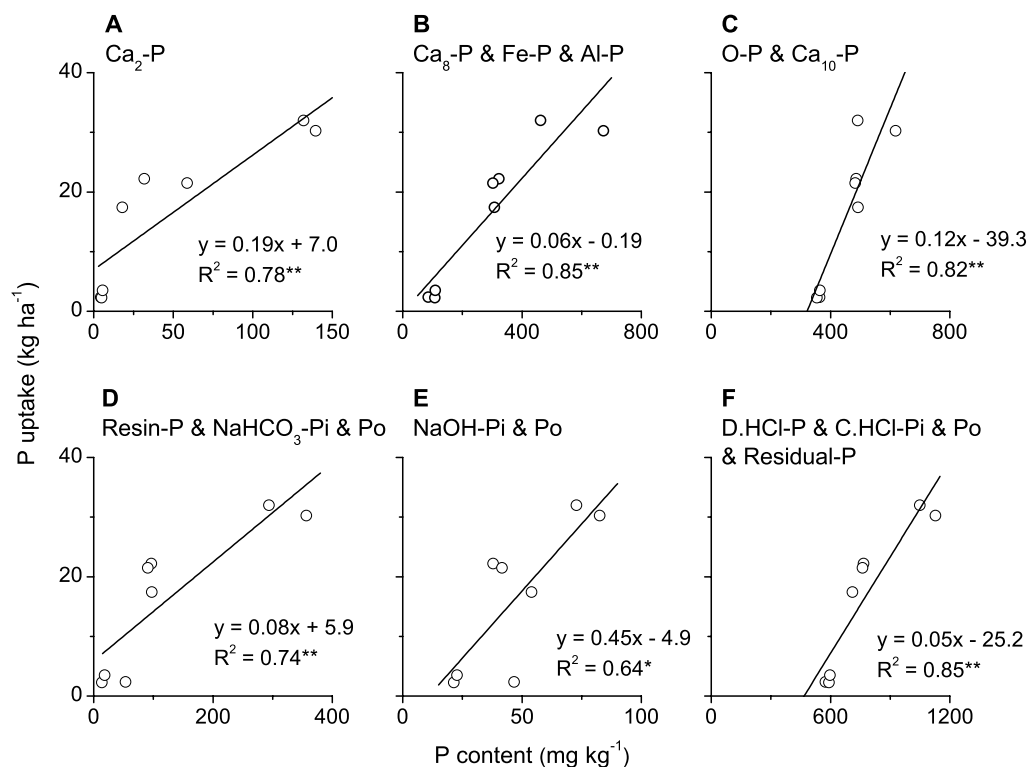 A
Ca₂-P
40
20
0
0
50
100
150
y = 0.19x + 7.0
R² = 0.78**
B
Ca₈-P & Fe-P & Al-P
0
400
800
y = 0.06x - 0.19
R² = 0.85**
C
O-P & Ca₁₀-P
0
400
800
y = 0.12x - 39.3
R² = 0.82**
P uptake (kg ha⁻¹)
D
Resin-P & NaHCO₃-Pi & Po
40
20
0
0
200
400
y = 0.08x + 5.9
R² = 0.74**
E
NaOH-Pi & Po
0
50
100
y = 0.45x - 4.9
R² = 0.64*
F
D.HCl-P & C.HCl-Pi & Po
& Residual-P
0
600
1200
y = 0.05x - 25.2
R² = 0.85**
P content (mg kg⁻¹)